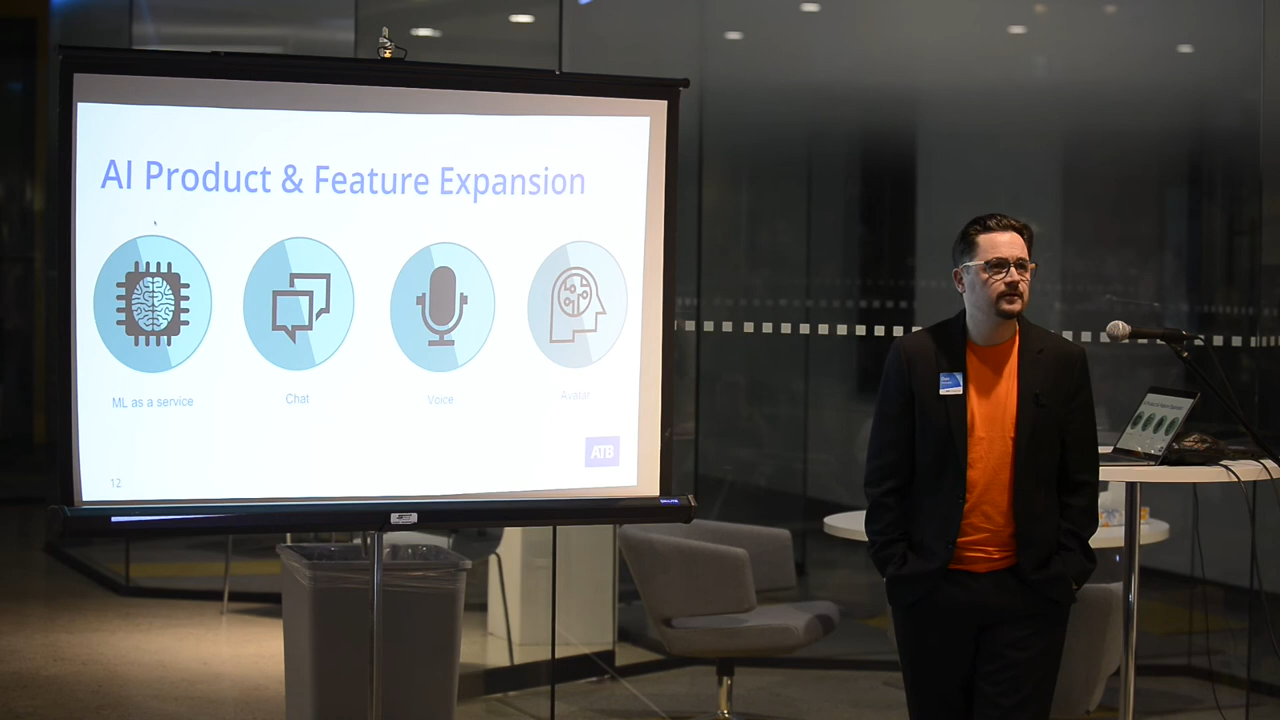 AI Product & Feature Expansion
ML as a service
Chat
Voice
Avatar
ATB
12